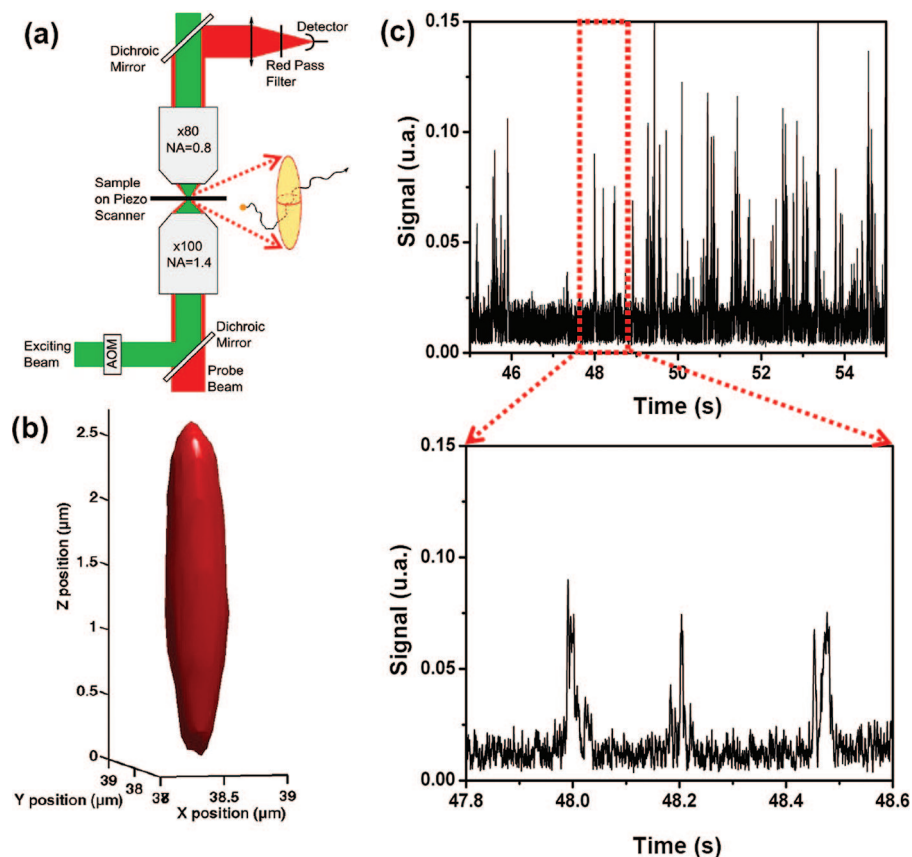 (a)
Dichroic
Mirror
Detector
Red Pass
Filter
x80
NA=0.8
Sample
on Piezo
Scanner
x100
NA=1.4
Dichroic
Mirror
Exciting
Beam
AOM
Probe
Beam
(b)
2.5
2
1.5
1
0.5
0
Z position (µm)
39
38
38
38.5
39
Y position (µm)
X position (µm)
(c)
0.15
0.10
0.05
0.00
Signal (u.a.)
46
48
50
52
54
Time (s)
0.15
0.10
0.05
0.00
Signal (u.a.)
47.8
48.0
48.2
48.4
48.6
Time (s)